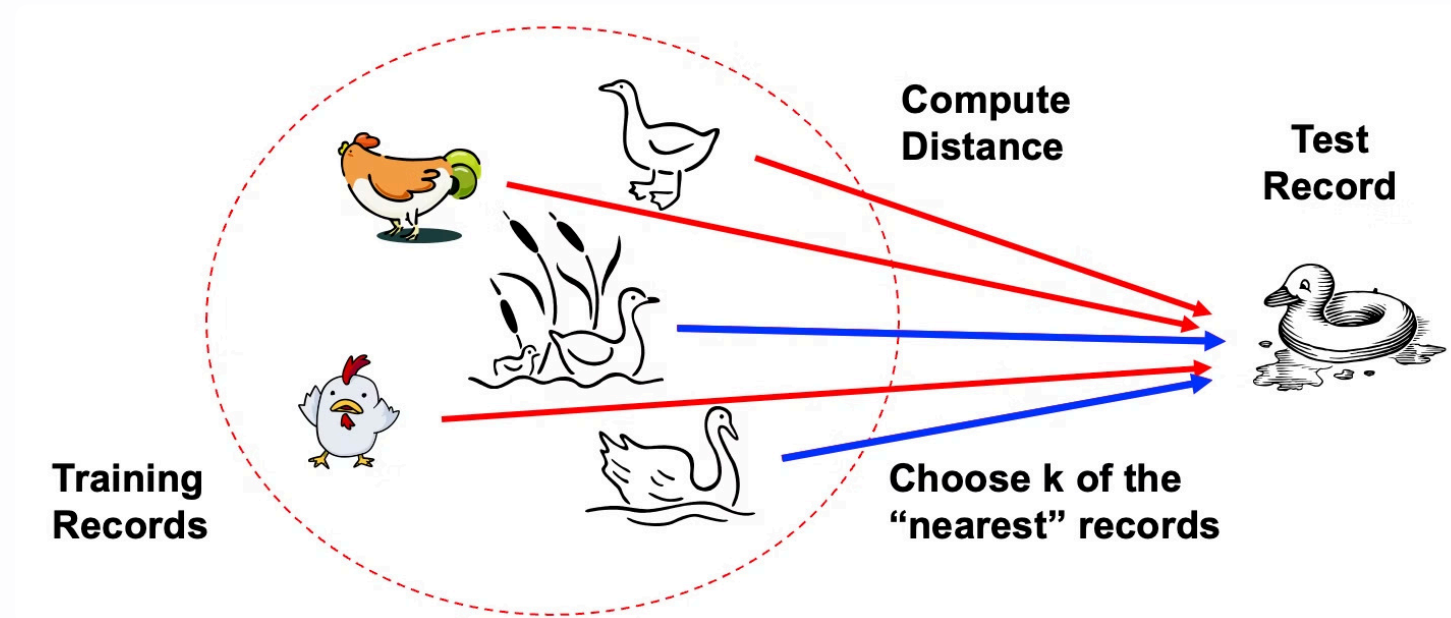 Compute
Distance
Test
Record
Training
Records
Choose k of the
“nearest” records